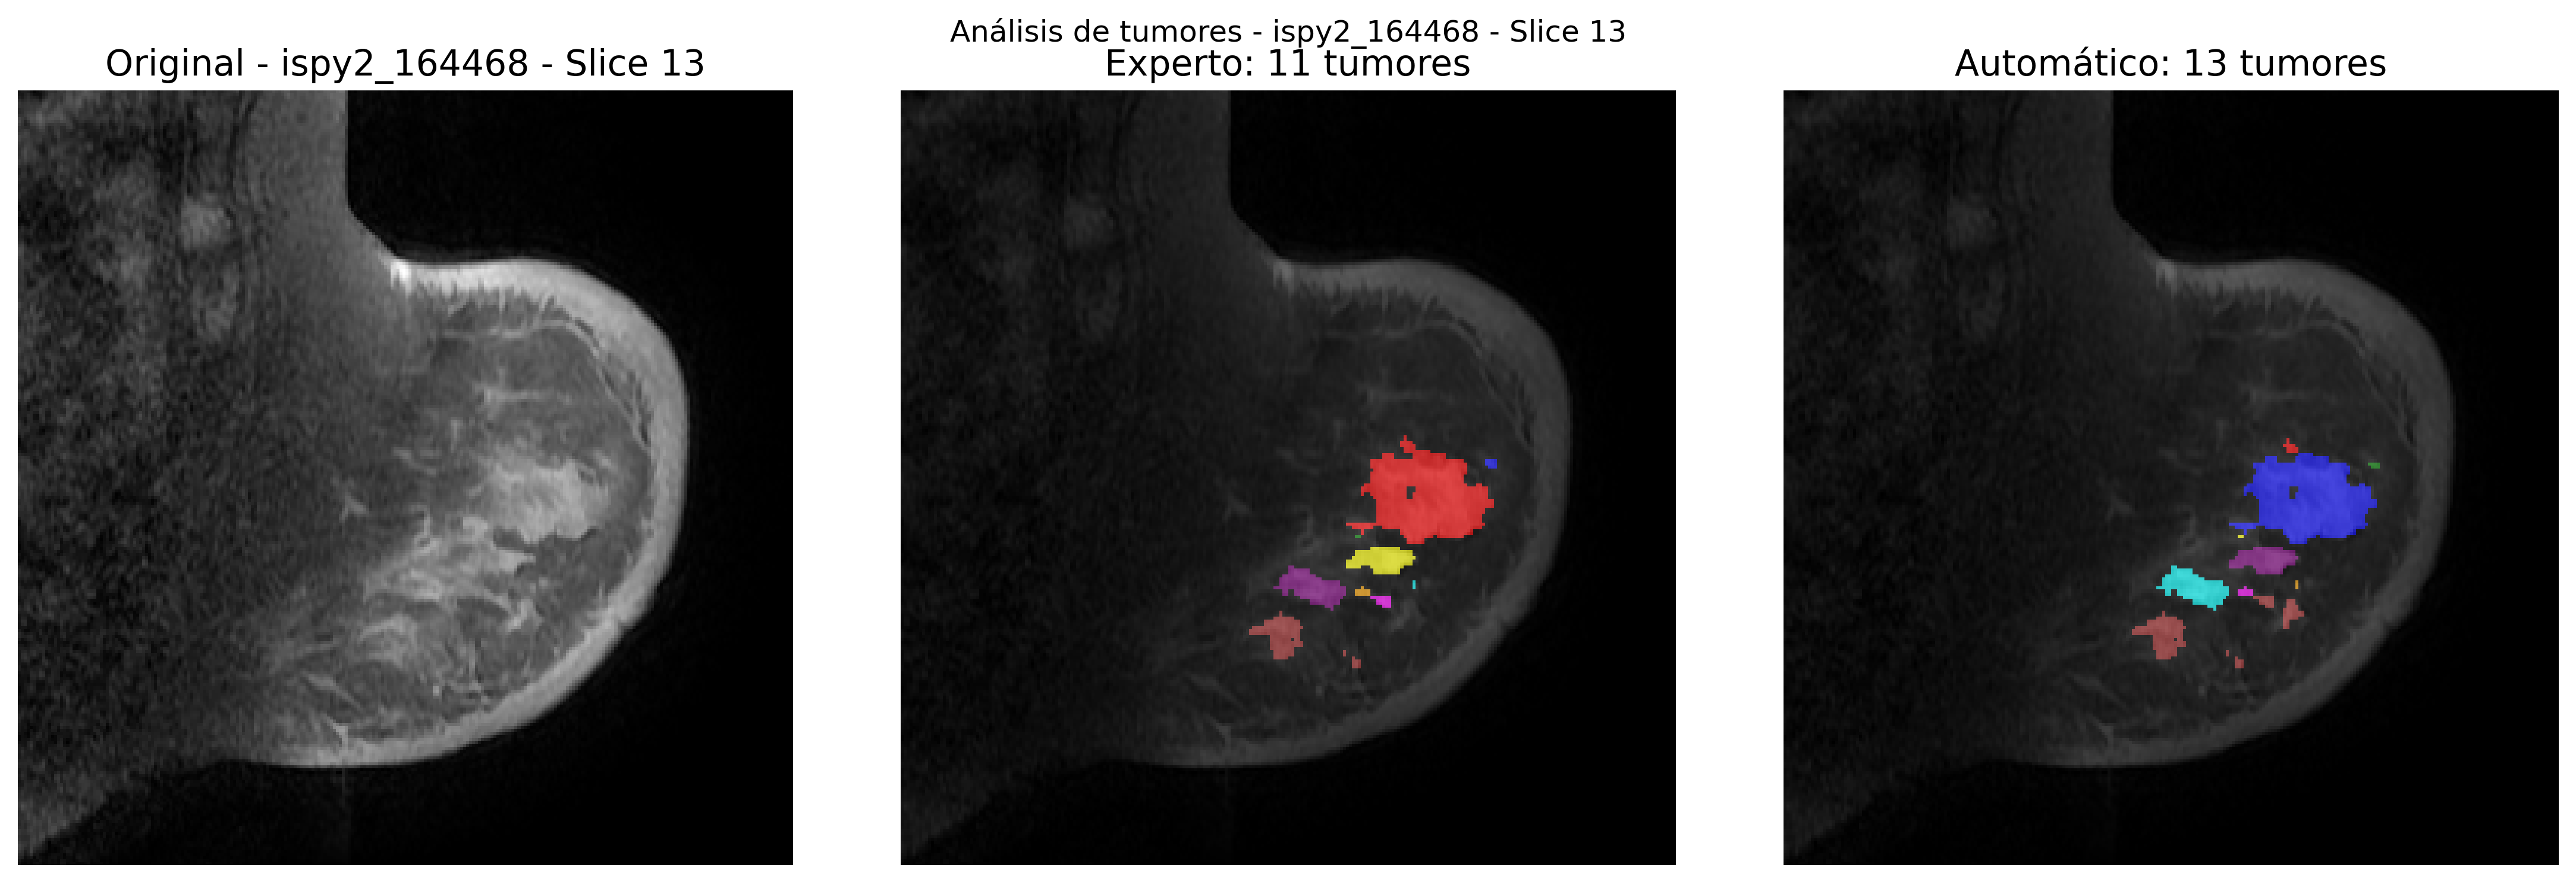 Análisis de tumores - ispy2_164468 - Slice 13
Original - ispy2_164468 - Slice 13
Experto: 11 tumores
Automático: 13 tumores